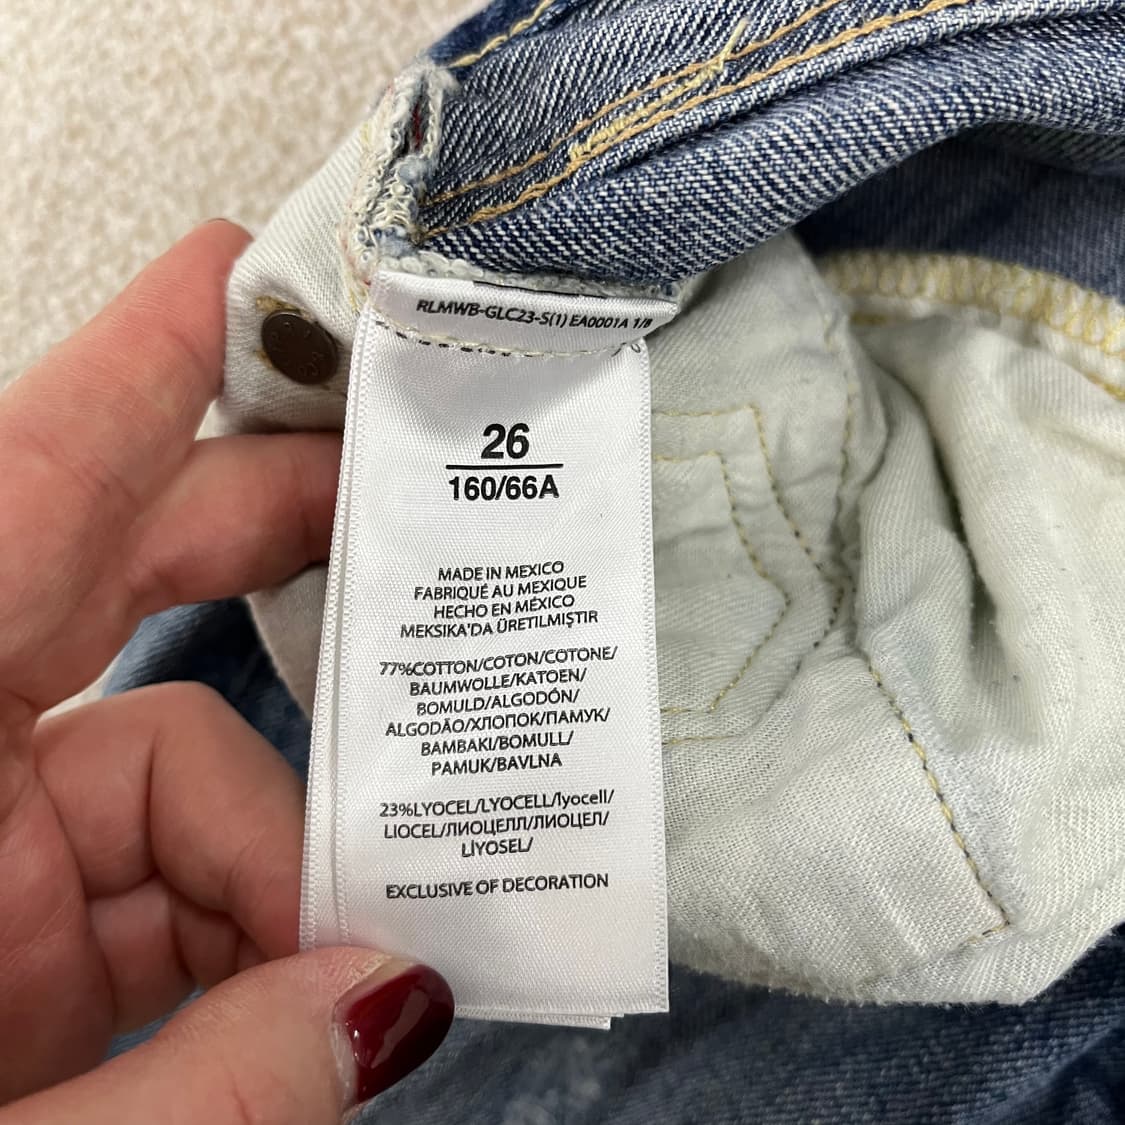 RLMWB-GLC23-S(1) EA0001A 1/8
26
160/66A
MADE IN MEXICO
FABRIQUÉ AU MEXIQUE
HECHO EN MÉXICO
MEKSIKA'DA ÜRETILMIŞTIR
77%COTTON/COTON/COTONE/
BAUMWOLLE/KATOEN/
BOMULD/ALGODÓN/
ALGODÃO/ХЛОПОК/ПАМУК/
BAMBAKI/BOMULL/
PAMUK/BAVLNA
23%LYOCEL/LYOCELL/lyocell/
LIOCEL/ЛИОЦЕЛЛ/ЛИОЦЕЛ/
LİYOSEL/
EXCLUSIVE OF DECORATION